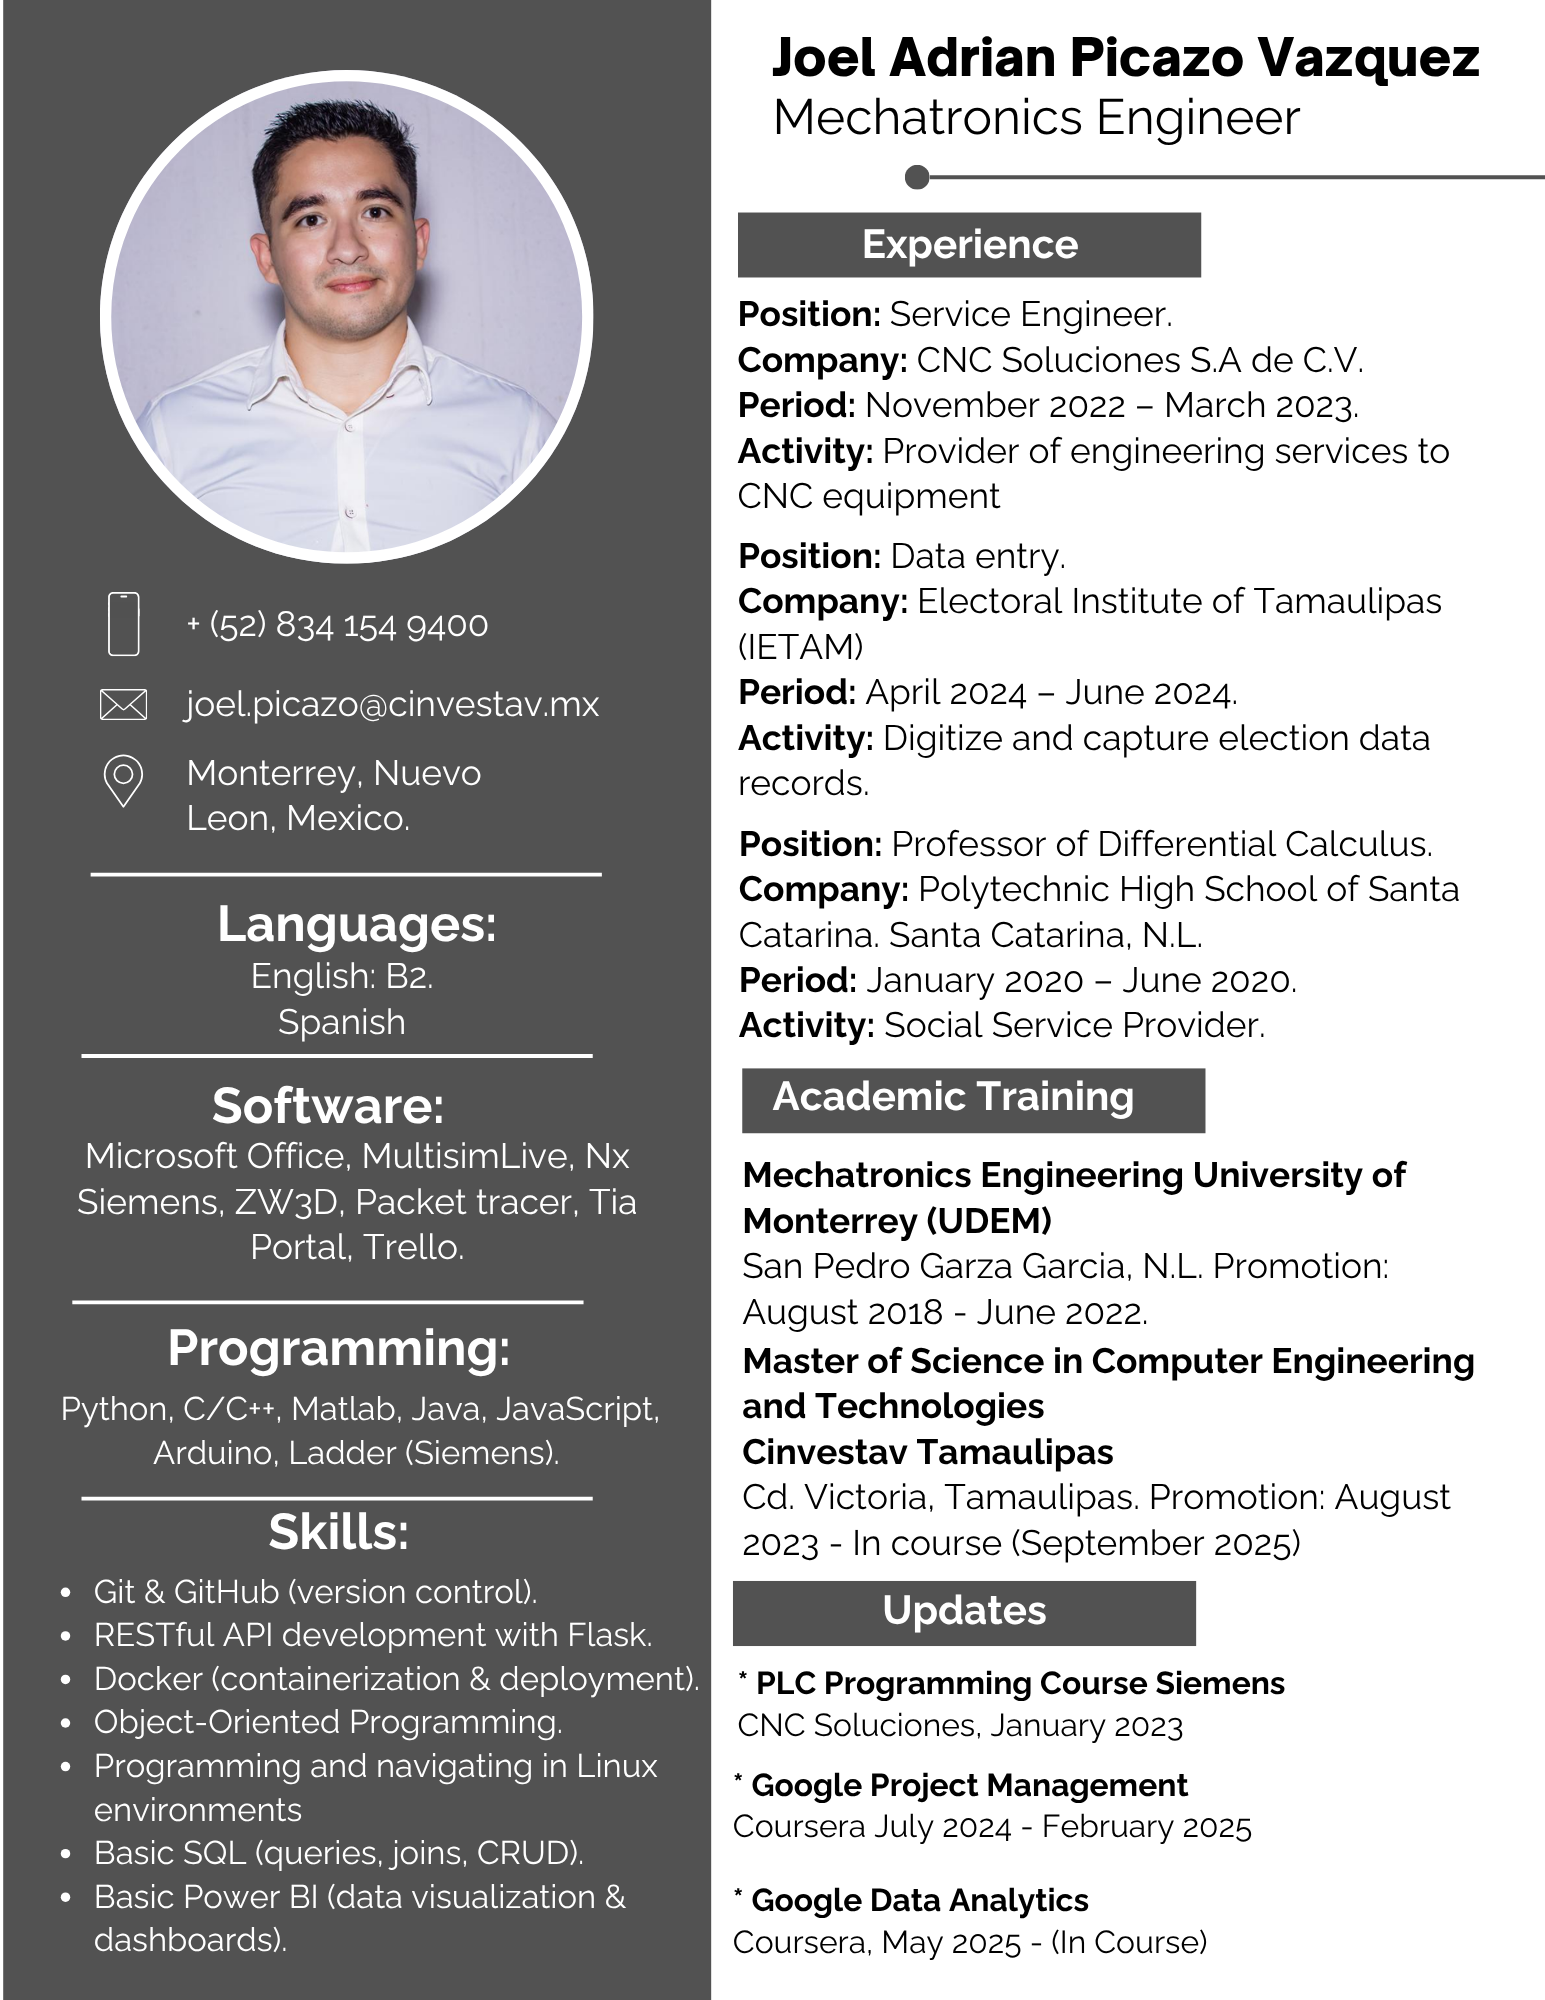 Joel Adrian Picazo Vazquez
Mechatronics Engineer
+ (52) 834 154 9400
joel.picazo@cinvestav.mx
Monterrey, Nuevo
Leon, Mexico.
Languages:
English: B2.
Spanish
Software:
Microsoft Office, MultisimLive, Nx
Siemens, ZW3D, Packet tracer, Tia
Portal, Trello.
Programming:
Python, C/C++, Matlab, Java, JavaScript,
Arduino, Ladder (Siemens).
Skills:
• Git & GitHub (version control).
• RESTful API development with Flask.
• Docker (containerization & deployment).
• Object-Oriented Programming.
• Programming and navigating in Linux
environments
• Basic SQL (queries, joins, CRUD).
• Basic Power BI (data visualization &
dashboards).
Experience
Position: Service Engineer.
Company: CNC Soluciones S.A de C.V.
Period: November 2022 – March 2023.
Activity: Provider of engineering services to
CNC equipment
Position: Data entry.
Company: Electoral Institute of Tamaulipas
(IETAM)
Period: April 2024 – June 2024.
Activity: Digitize and capture election data
records.
Position: Professor of Differential Calculus.
Company: Polytechnic High School of Santa
Catarina. Santa Catarina, N.L.
Period: January 2020 – June 2020.
Activity: Social Service Provider.
Academic Training
Mechatronics Engineering University of
Monterrey (UDEM)
San Pedro Garza Garcia, N.L. Promotion:
August 2018 - June 2022.
Master of Science in Computer Engineering
and Technologies
Cinvestav Tamaulipas
Cd. Victoria, Tamaulipas. Promotion: August
2023 - In course (September 2025)
Updates
* PLC Programming Course Siemens
CNC Soluciones, January 2023
* Google Project Management
Coursera July 2024 - February 2025
* Google Data Analytics
Coursera, May 2025 - (In Course)